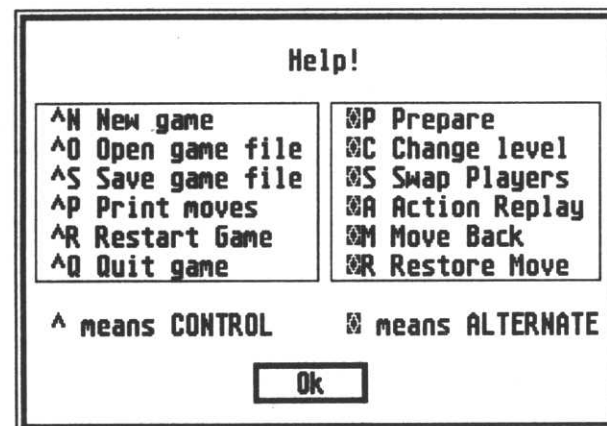 Help!
^N New game
^O Open game file
^S Save game file
^P Print moves
^R Restart Game
^Q Quit game
◊P Prepare
◊C Change level
◊S Swap Players
◊A Action Replay
◊M Move Back
◊R Restore Move
^ means CONTROL
◊ means ALTERNATE
Ok